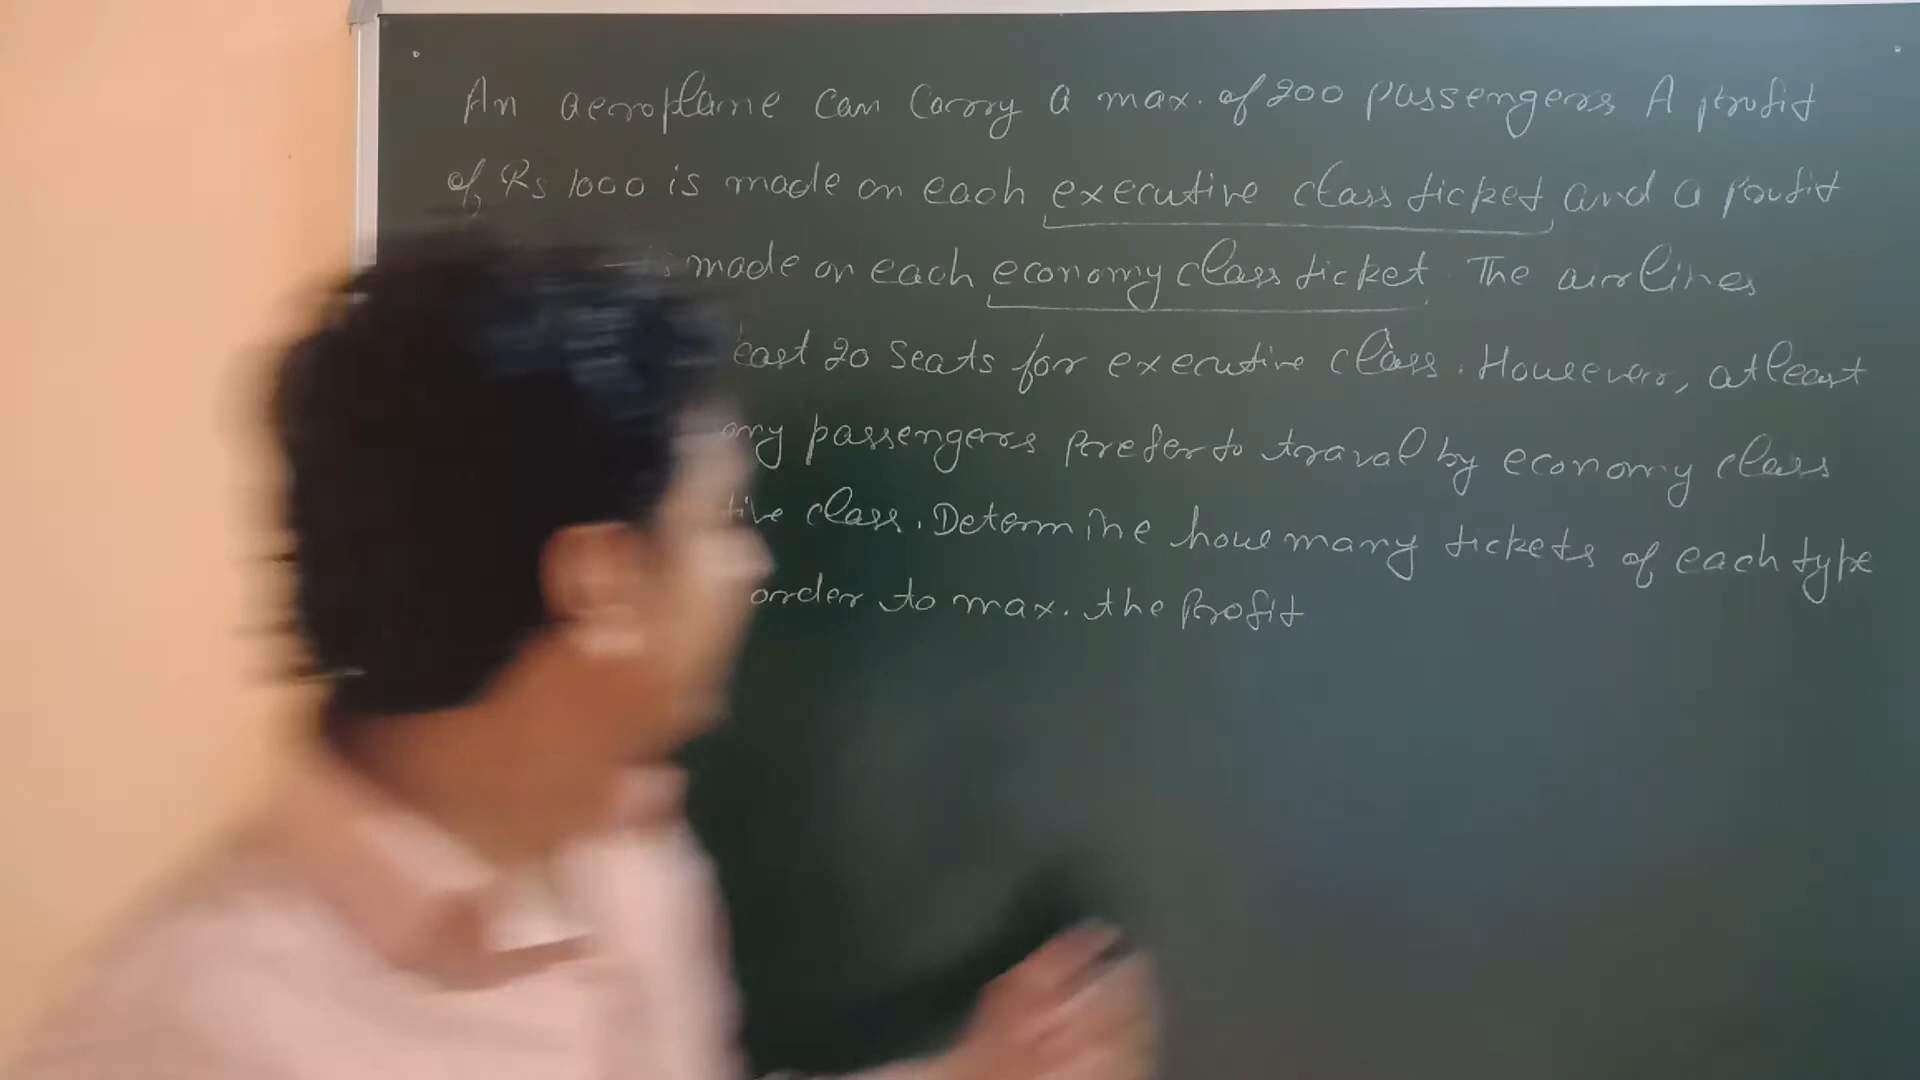 An aeroplane can carry a max. of 200 passengers A profit
of Rs 1000 is made on each executive class ticket and a profit
made on each economy class ticket The airlines
20 seats for executive class. However, atleast
passengers prefer to traval by economy class
class. Determine how many tickets of each type
order to max. the profit